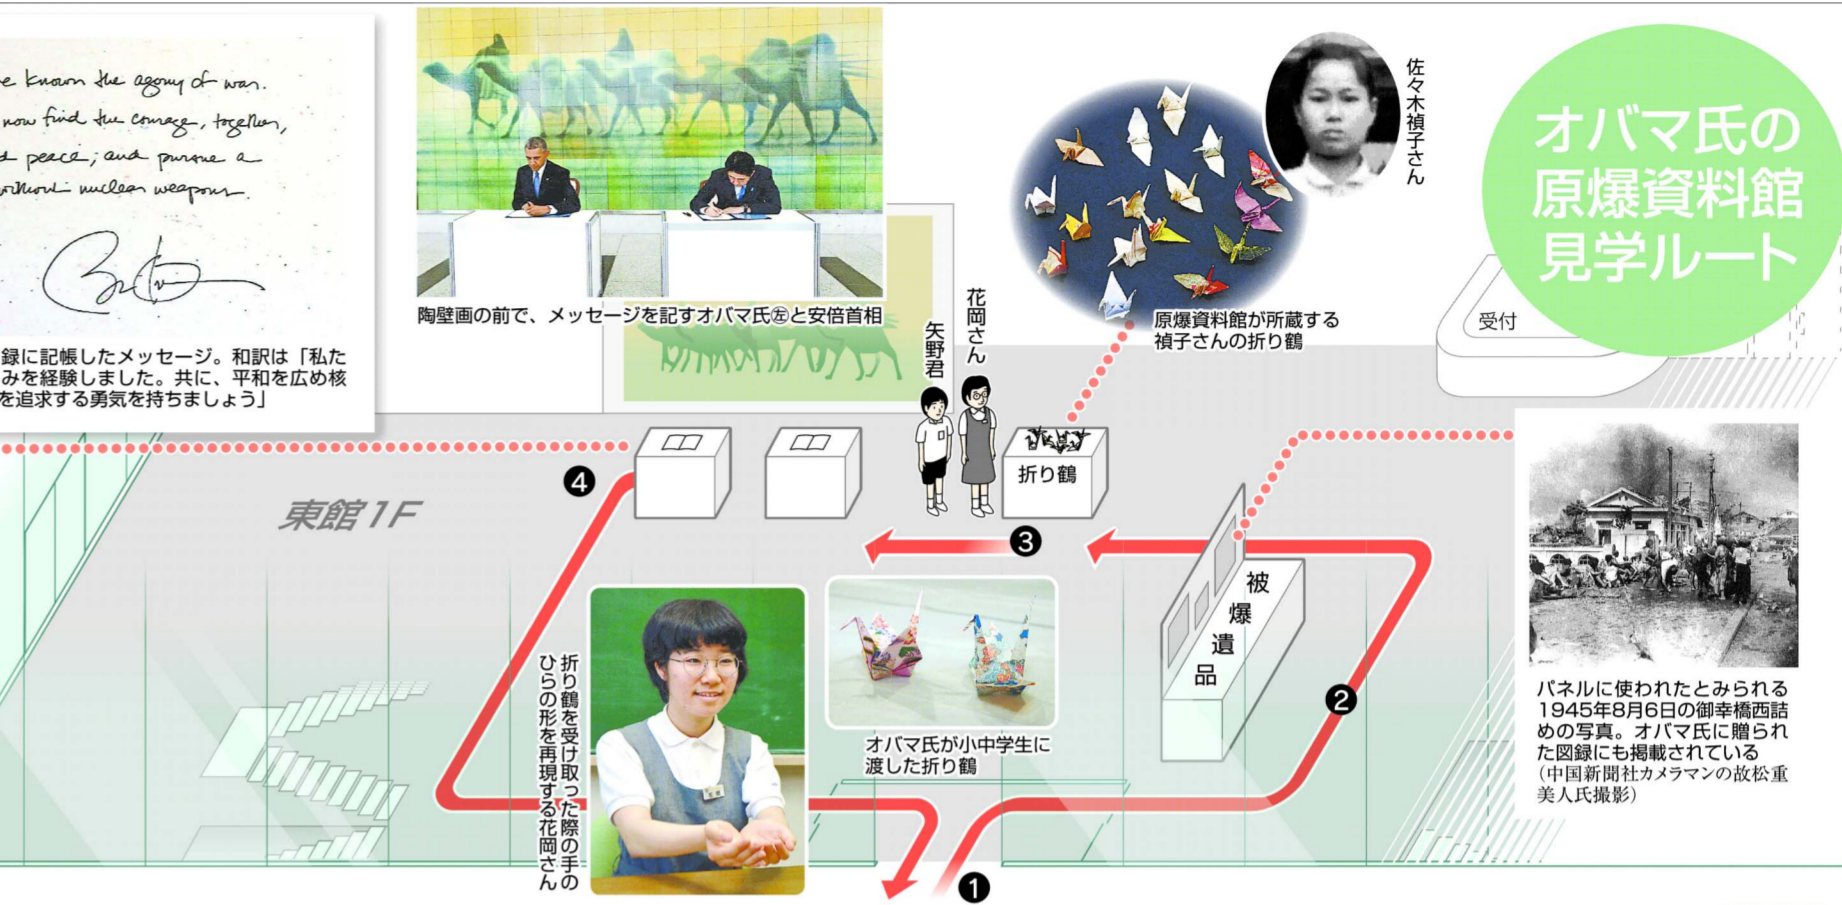 オバマ氏の
原爆資料館
見学ルート
e known the agony of war.
now find the courage, together,
d peace, and pursue a
without nuclear weapons.
録に記帳したメッセージ。和訳は「私た
みを経験しました。共に、平和を広め核
を追求する勇気を持ちましょう」
陶壁画の前で、メッセージを記すオバマ氏㊧と安倍首相
佐々木禎子さん
原爆資料館が所蔵する
禎子さんの折り鶴
受付
矢野君
花岡さん
折り鶴
東館1F
4
3
2
1
被爆遺品
折り鶴を受け取った際の手の
ひらの形を再現する花岡さん
オバマ氏が小中学生に
渡した折り鶴
パネルに使われたとみられる
1945年8月6日の御幸橋西詰
めの写真。オバマ氏に贈られ
た図録にも掲載されている
(中国新聞社カメラマンの故松重
美人氏撮影)